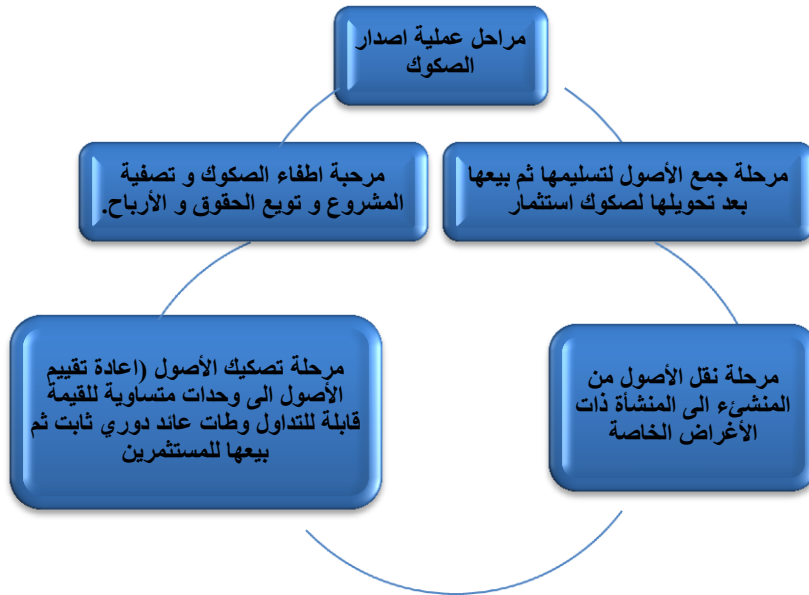 مراحل عملية اصدار
الصكوك
مرحلة جمع الأصول لتسليمها ثم بيعها
بعد تحويلها لصكوك استثمار
مرحلة نقل الأصول من
المنشئء الى المنشأة ذات
الأغراض الخاصة
مرحلة تصكيك الأصول (اعادة تقييم
الأصول الى وحدات متساوية للقيمة
قابلة للتداول وطات عائد دوري ثابت ثم
بيعها للمستثمرين
مرحبة اطفاء الصكوك و تصفية
المشروع و تويع الحقوق و الأرباح.